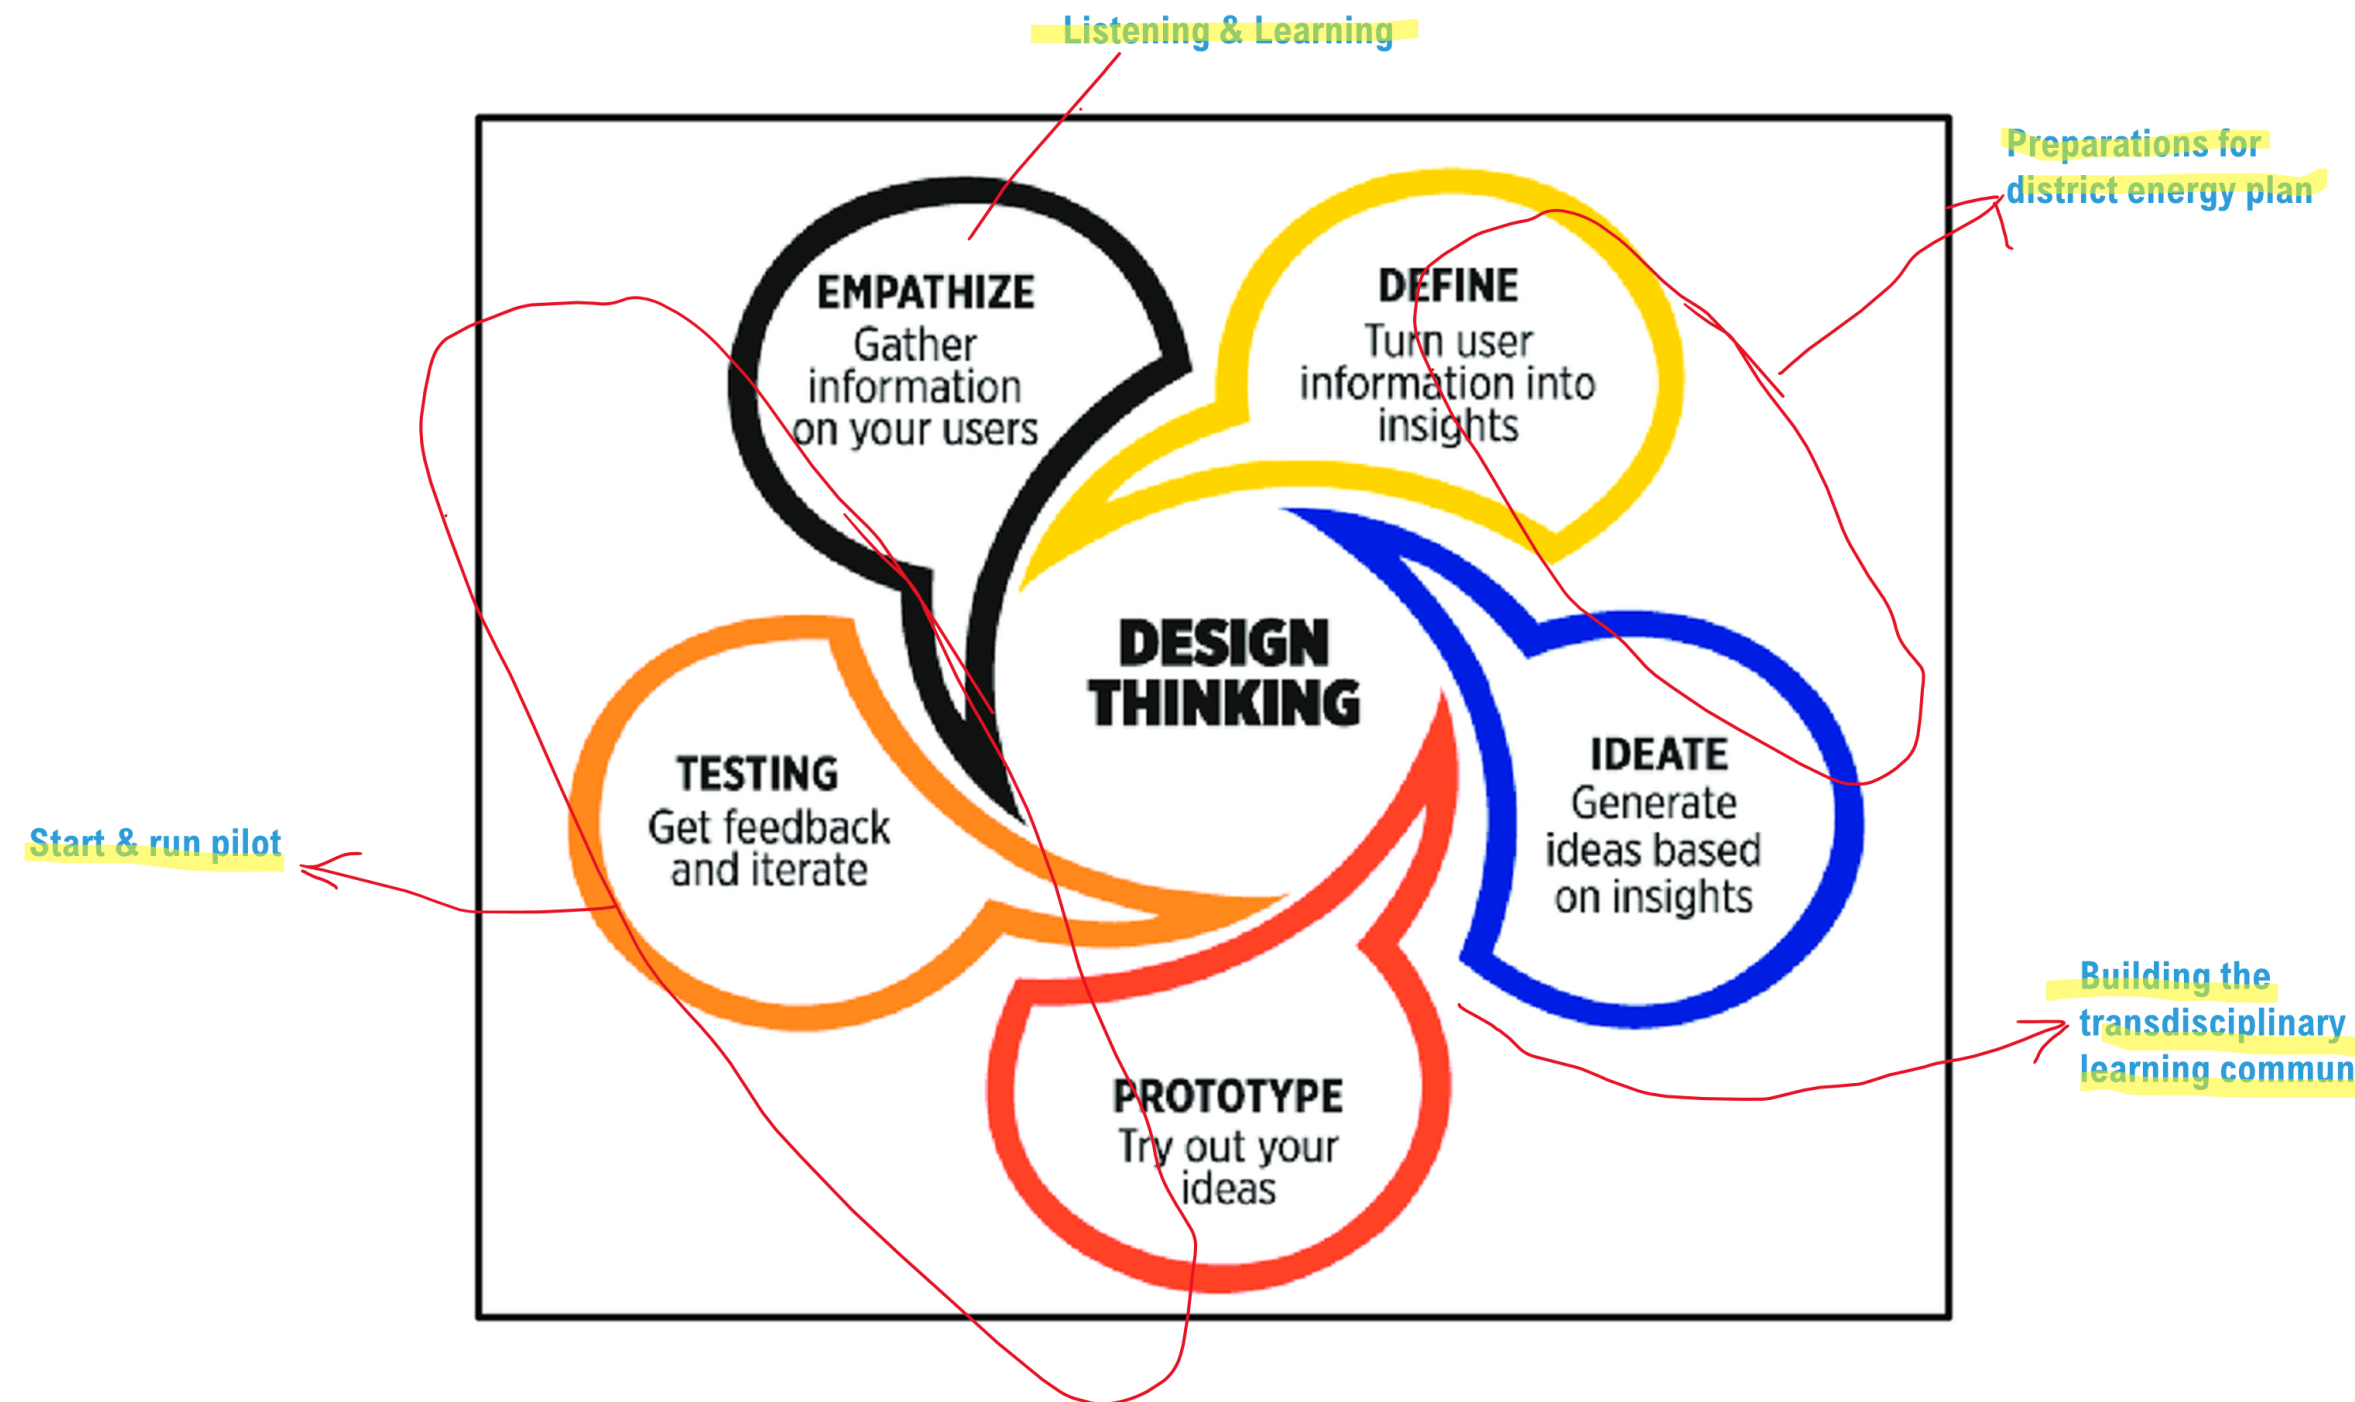 Listening & Learning
Preparations for
district energy plan
EMPATHIZE
Gather
information
on your users
DEFINE
Turn user
information into
insights
DESIGN
THINKING
TESTING
Get feedback
and iterate
IDEATE
Generate
ideas based
on insights
Start & run pilot
Building the
transdisciplinary
learning commun
PROTOTYPE
Try out your
ideas